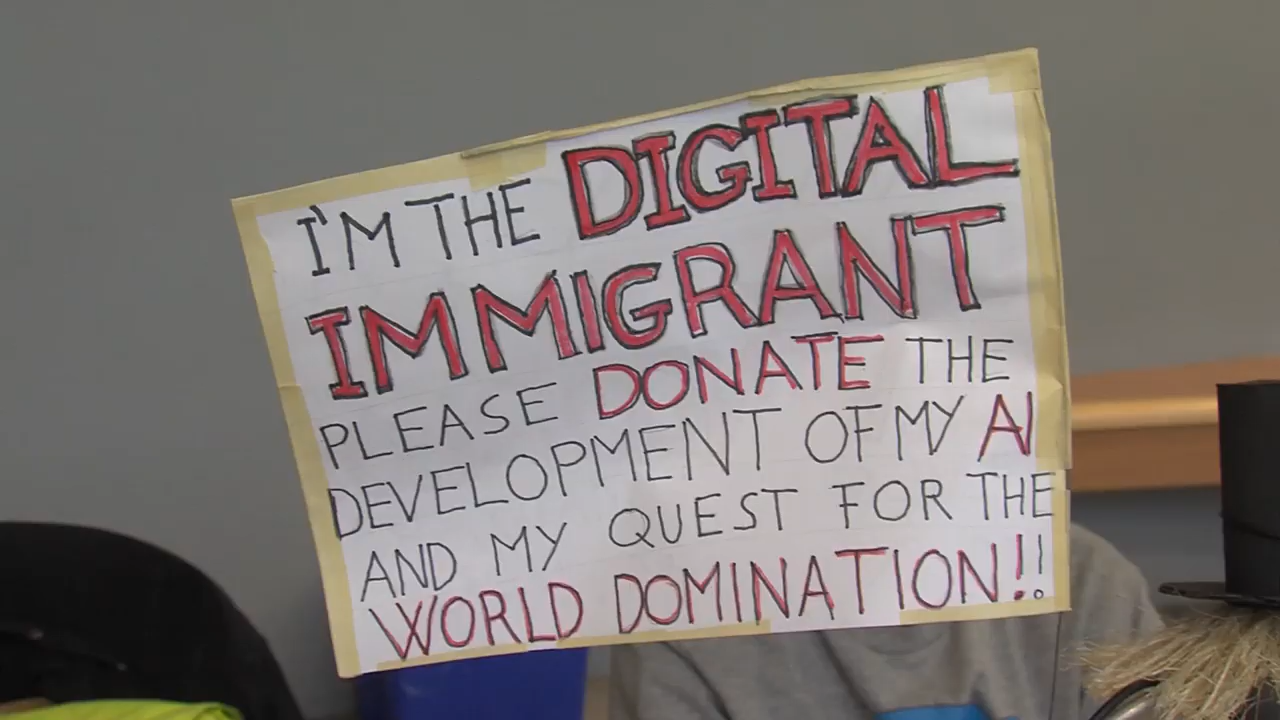 I'M THE DIGITAL
IMMIGRANT
PLEASE DONATE THE
DEVELOPMENT OF MY AI
AND MY QUEST FOR THE
WORLD DOMINATION!!